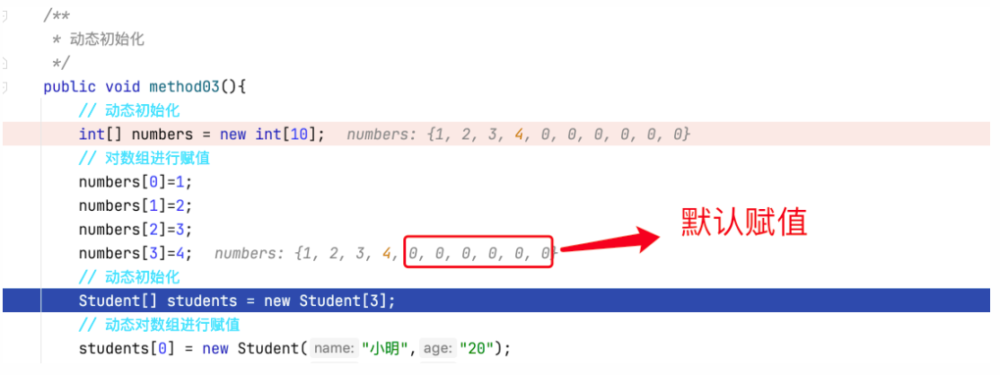 /**
* 动态初始化
*/
public void method03(){
// 动态初始化
int[] numbers = new int[10]; numbers: {1, 2, 3, 4, 0, 0, 0, 0, 0, 0}
// 对数组进行赋值
numbers[0]=1;
numbers[1]=2;
numbers[2]=3;
numbers[3]=4; numbers: {1, 2, 3, 4, 0, 0, 0, 0, 0, 0}
默认赋值
// 动态初始化
Student[] students = new Student[3];
// 动态对数组进行赋值
students[0] = new Student( name: "小明", age: "20");